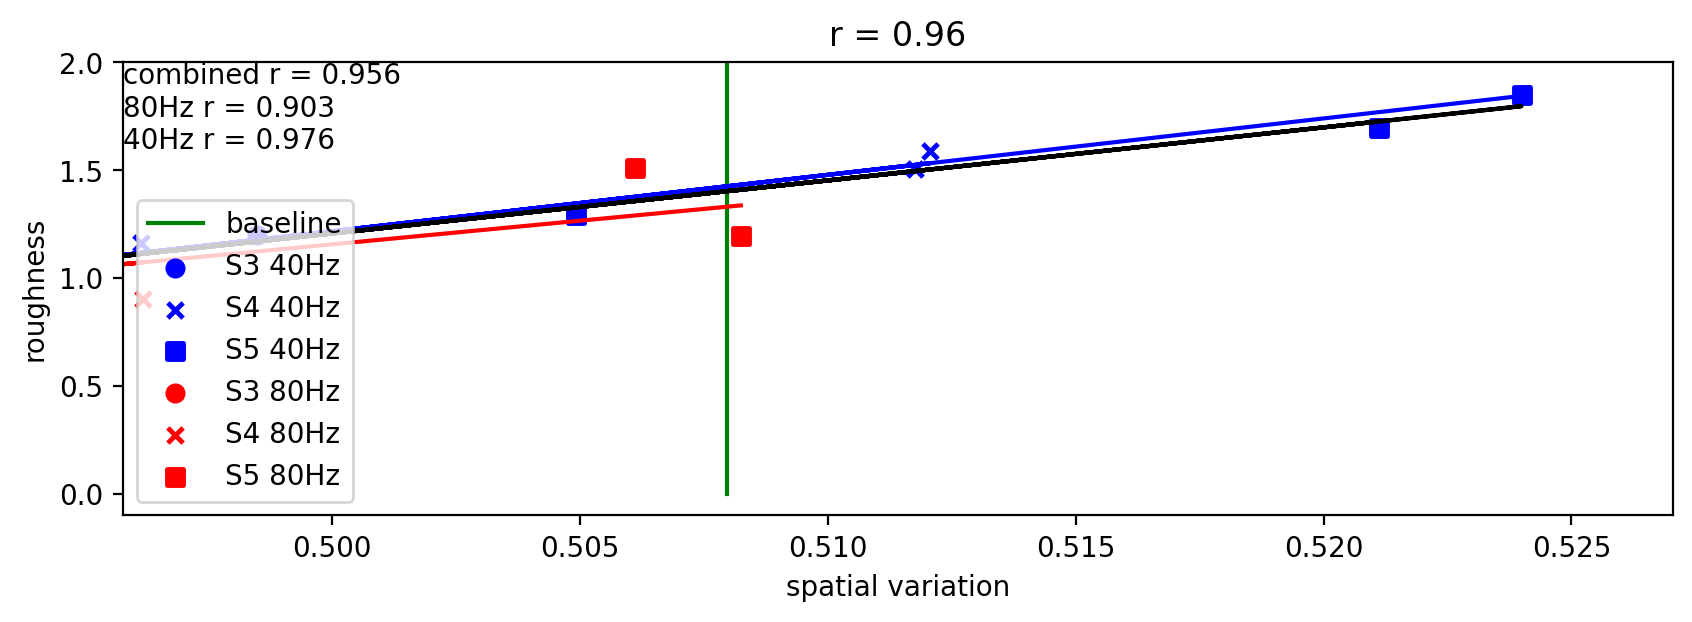 r = 0.96
combined r = 0.956
80Hz r = 0.903
40Hz r = 0.976
2.0
1.5
1.0
0.5
0.0
roughness
baseline
S3 40Hz
S4 40Hz
S5 40Hz
S3 80Hz
S4 80Hz
S5 80Hz
0.500 0.505 0.510 0.515 0.520 0.525
spatial variation